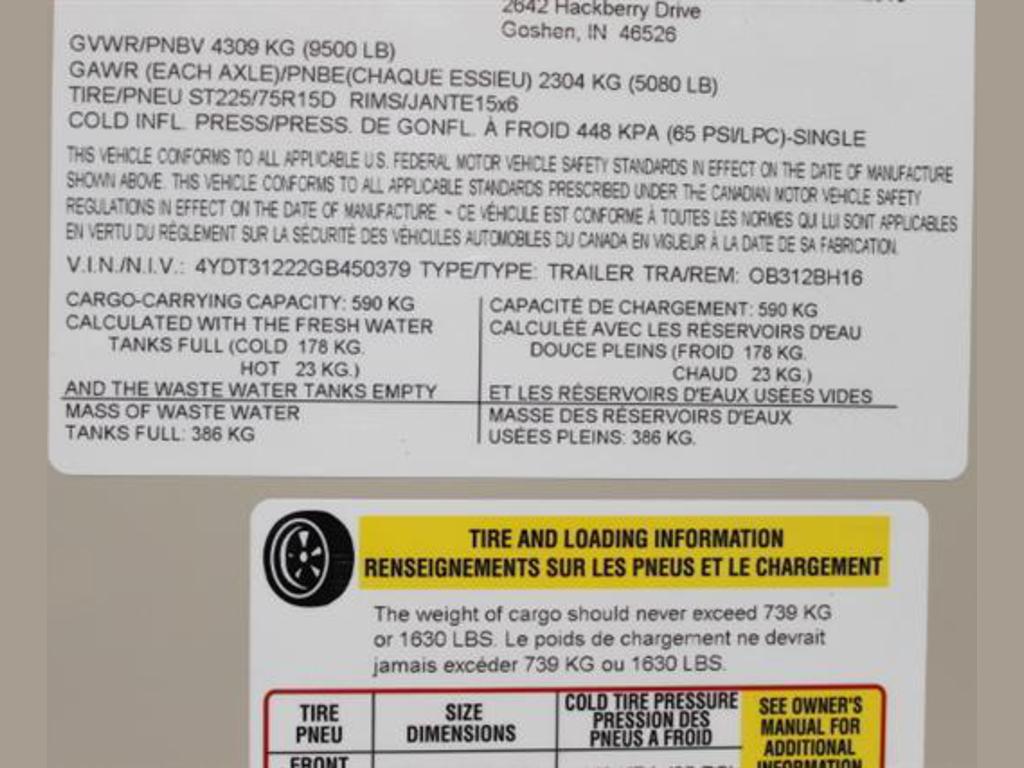 2642 Hackberry Drive
Goshen, IN 46526
GVWR/PNBV 4309 KG (9500 LB)
GAWR (EACH AXLE)/PNBE(CHAQUE ESSIEU) 2304 KG (5080 LB)
TIRE/PNEU ST225/75R15D RIMS/JANTE15x6
COLD INFL. PRESS/PRESS. DE GONFL. À FROID 448 KPA (65 PSI/LPC)-SINGLE
THIS VEHICLE CONFORMS TO ALL APPLICABLE U.S. FEDERAL MOTOR VEHICLE SAFETY STANDARDS IN EFFECT ON THE DATE OF MANUFACTURE
SHOWN ABOVE. THIS VEHICLE CONFORMS TO ALL APPLICABLE STANDARDS PRESCRIBED UNDER THE CANADIAN MOTOR VEHICLE SAFETY
REGULATIONS IN EFFECT ON THE DATE OF MANUFACTURE. ~ CE VÉHICULE EST CONFORME À TOUTES LES NORMES QUI LUI SONT APPLICABLES
EN VERTU DU RÈGLEMENT SUR LA SÉCURITÉ DES VÉHICULES AUTOMOBILES DU CANADA EN VIGUEUR À LA DATE DE SA FABRICATION.
V.I.N./N.I.V.: 4YDT31222GB450379 TYPE/TYPE: TRAILER TRA/REM: OB312BH16
CARGO-CARRYING CAPACITY: 590 KG
CALCULATED WITH THE FRESH WATER
TANKS FULL (COLD 178 KG.
HOT 23 KG.)
AND THE WASTE WATER TANKS EMPTY
MASS OF WASTE WATER
TANKS FULL: 386 KG
CAPACITÉ DE CHARGEMENT: 590 KG
CALCULÉE AVEC LES RÉSERVOIRS D'EAU
DOUCE PLEINS (FROID 178 KG.
CHAUD 23 KG.)
ET LES RÉSERVOIRS D'EAUX USÉES VIDES
MASSE DES RÉSERVOIRS D'EAUX
USÉES PLEINS: 386 KG.
TIRE AND LOADING INFORMATION
RENSEIGNEMENTS SUR LES PNEUS ET LE CHARGEMENT
The weight of cargo should never exceed 739 KG
or 1630 LBS. Le poids de chargement ne devrait
jamais excéder 739 KG ou 1630 LBS.
TIRE
PNEU
SIZE
DIMENSIONS
COLD TIRE PRESSURE
PRESSION DES
PNEUS A FROID
SEE OWNER'S
MANUAL FOR
ADDITIONAL
INFORMATION
FRONT